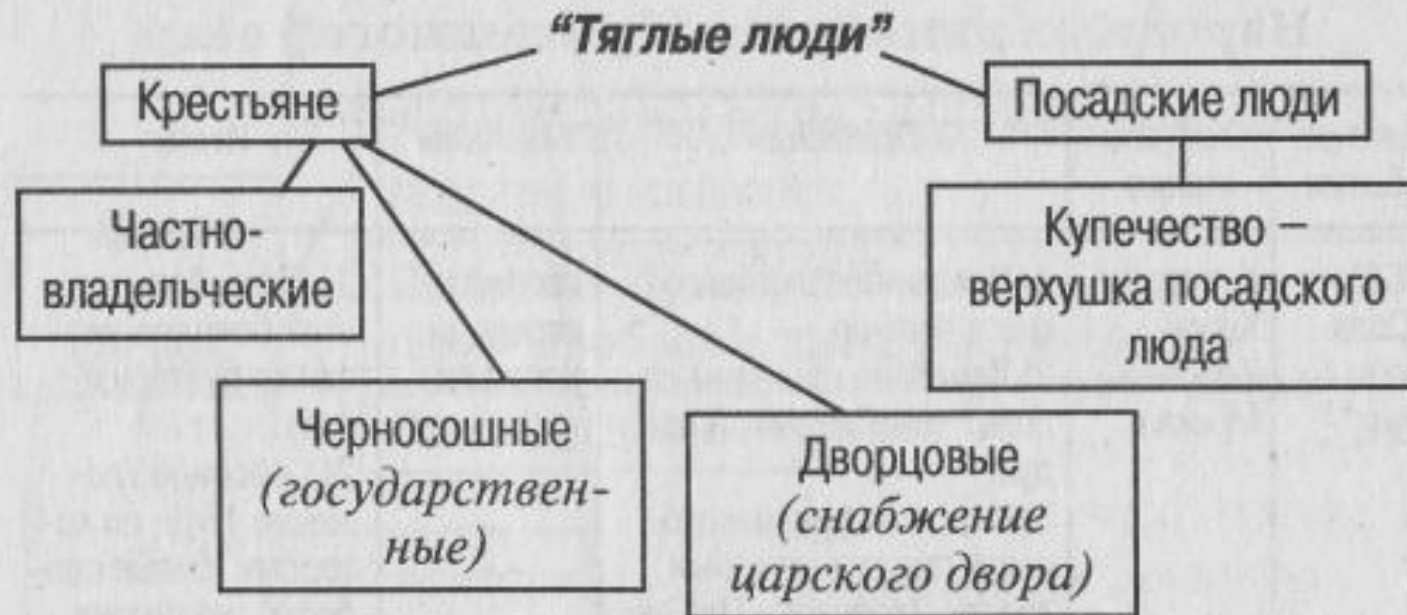 "Тяглые люди"
Крестьяне
Посадские люди
Частно-
владельческие
Купечество —
верхушка посадского
люда
Черносошные
(государствен-
ные)
Дворцовые
(снабжение
царского двора)